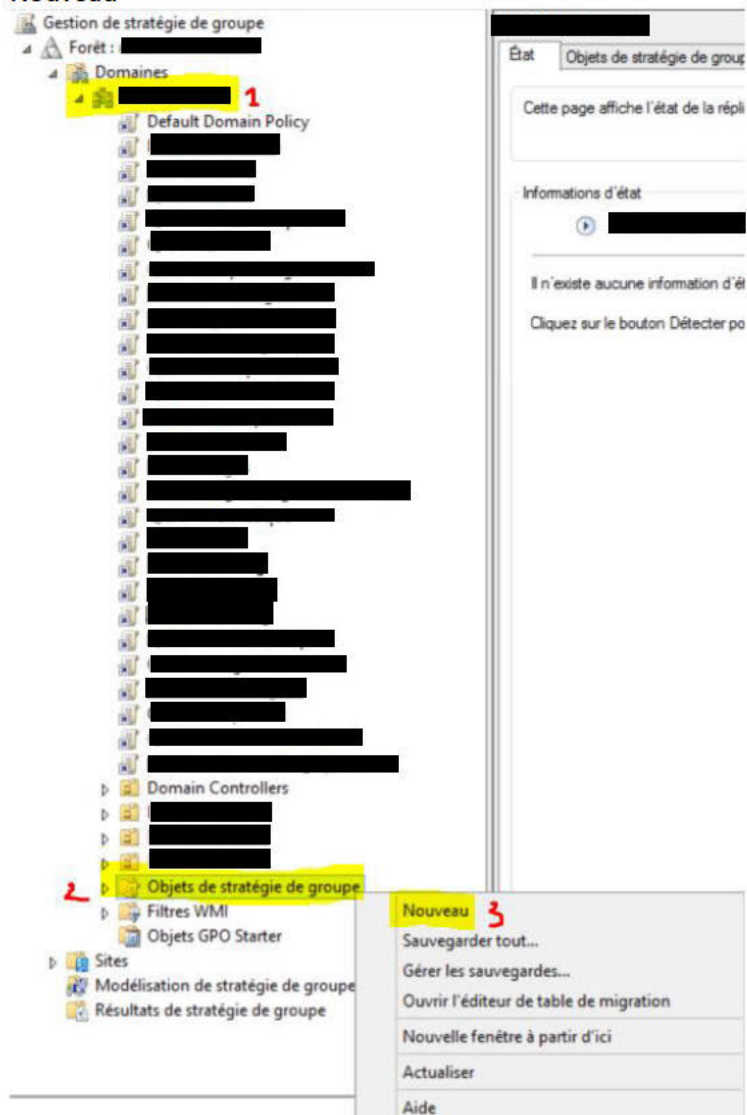 Nouveau
Gestion de stratégie de groupe
Forêt :
Domaines
1
Default Domain Policy
Domain Controllers
2
Objets de stratégie de groupe
Filtres WMI
Objets GPO Starter
Sites
Modélisation de stratégie de groupe
Résultats de stratégie de groupe
État
Objets de stratégie de group
Cette page affiche l'état de la répli
Informations d'état
Il n'existe aucune information d'ét
Cliquez sur le bouton Détecter po
Nouveau 3
Sauvegarder tout...
Gérer les sauvegardes...
Ouvrir l'éditeur de table de migration
Nouvelle fenêtre à partir d'ici
Actualiser
Aide